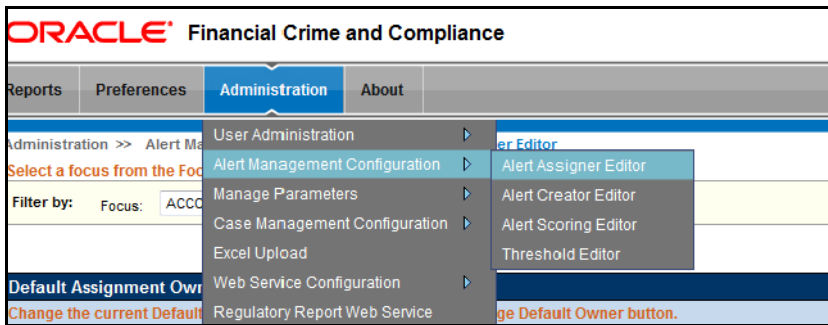 ORACLE® Financial Crime and Compliance
Reports Preferences Administration About
Administration >> Alert Ma er Editor
Select a focus from the Foc
Filter by: Focus: ACCO
User Administration
Alert Management Configuration
Manage Parameters
Case Management Configuration
Excel Upload
Web Service Configuration
Regulatory Report Web Service
Alert Assigner Editor
Alert Creator Editor
Alert Scoring Editor
Threshold Editor
Default Assignment Own
Change the current Default ge Default Owner button.